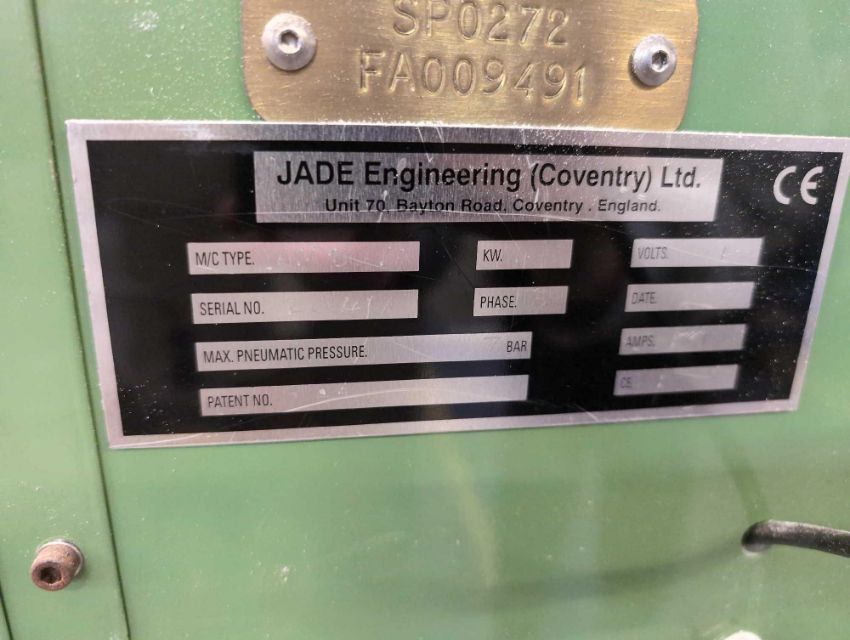 SP0272
FA009491
JADE Engineering (Coventry) Ltd.
Unit 70, Bayton Road, Coventry . England.
CE
M/C TYPE.
KW.
VOLTS.
SERIAL NO.
PHASE.
DATE.
MAX. PNEUMATIC PRESSURE. BAR
AMPS.
PATENT NO.
CE.